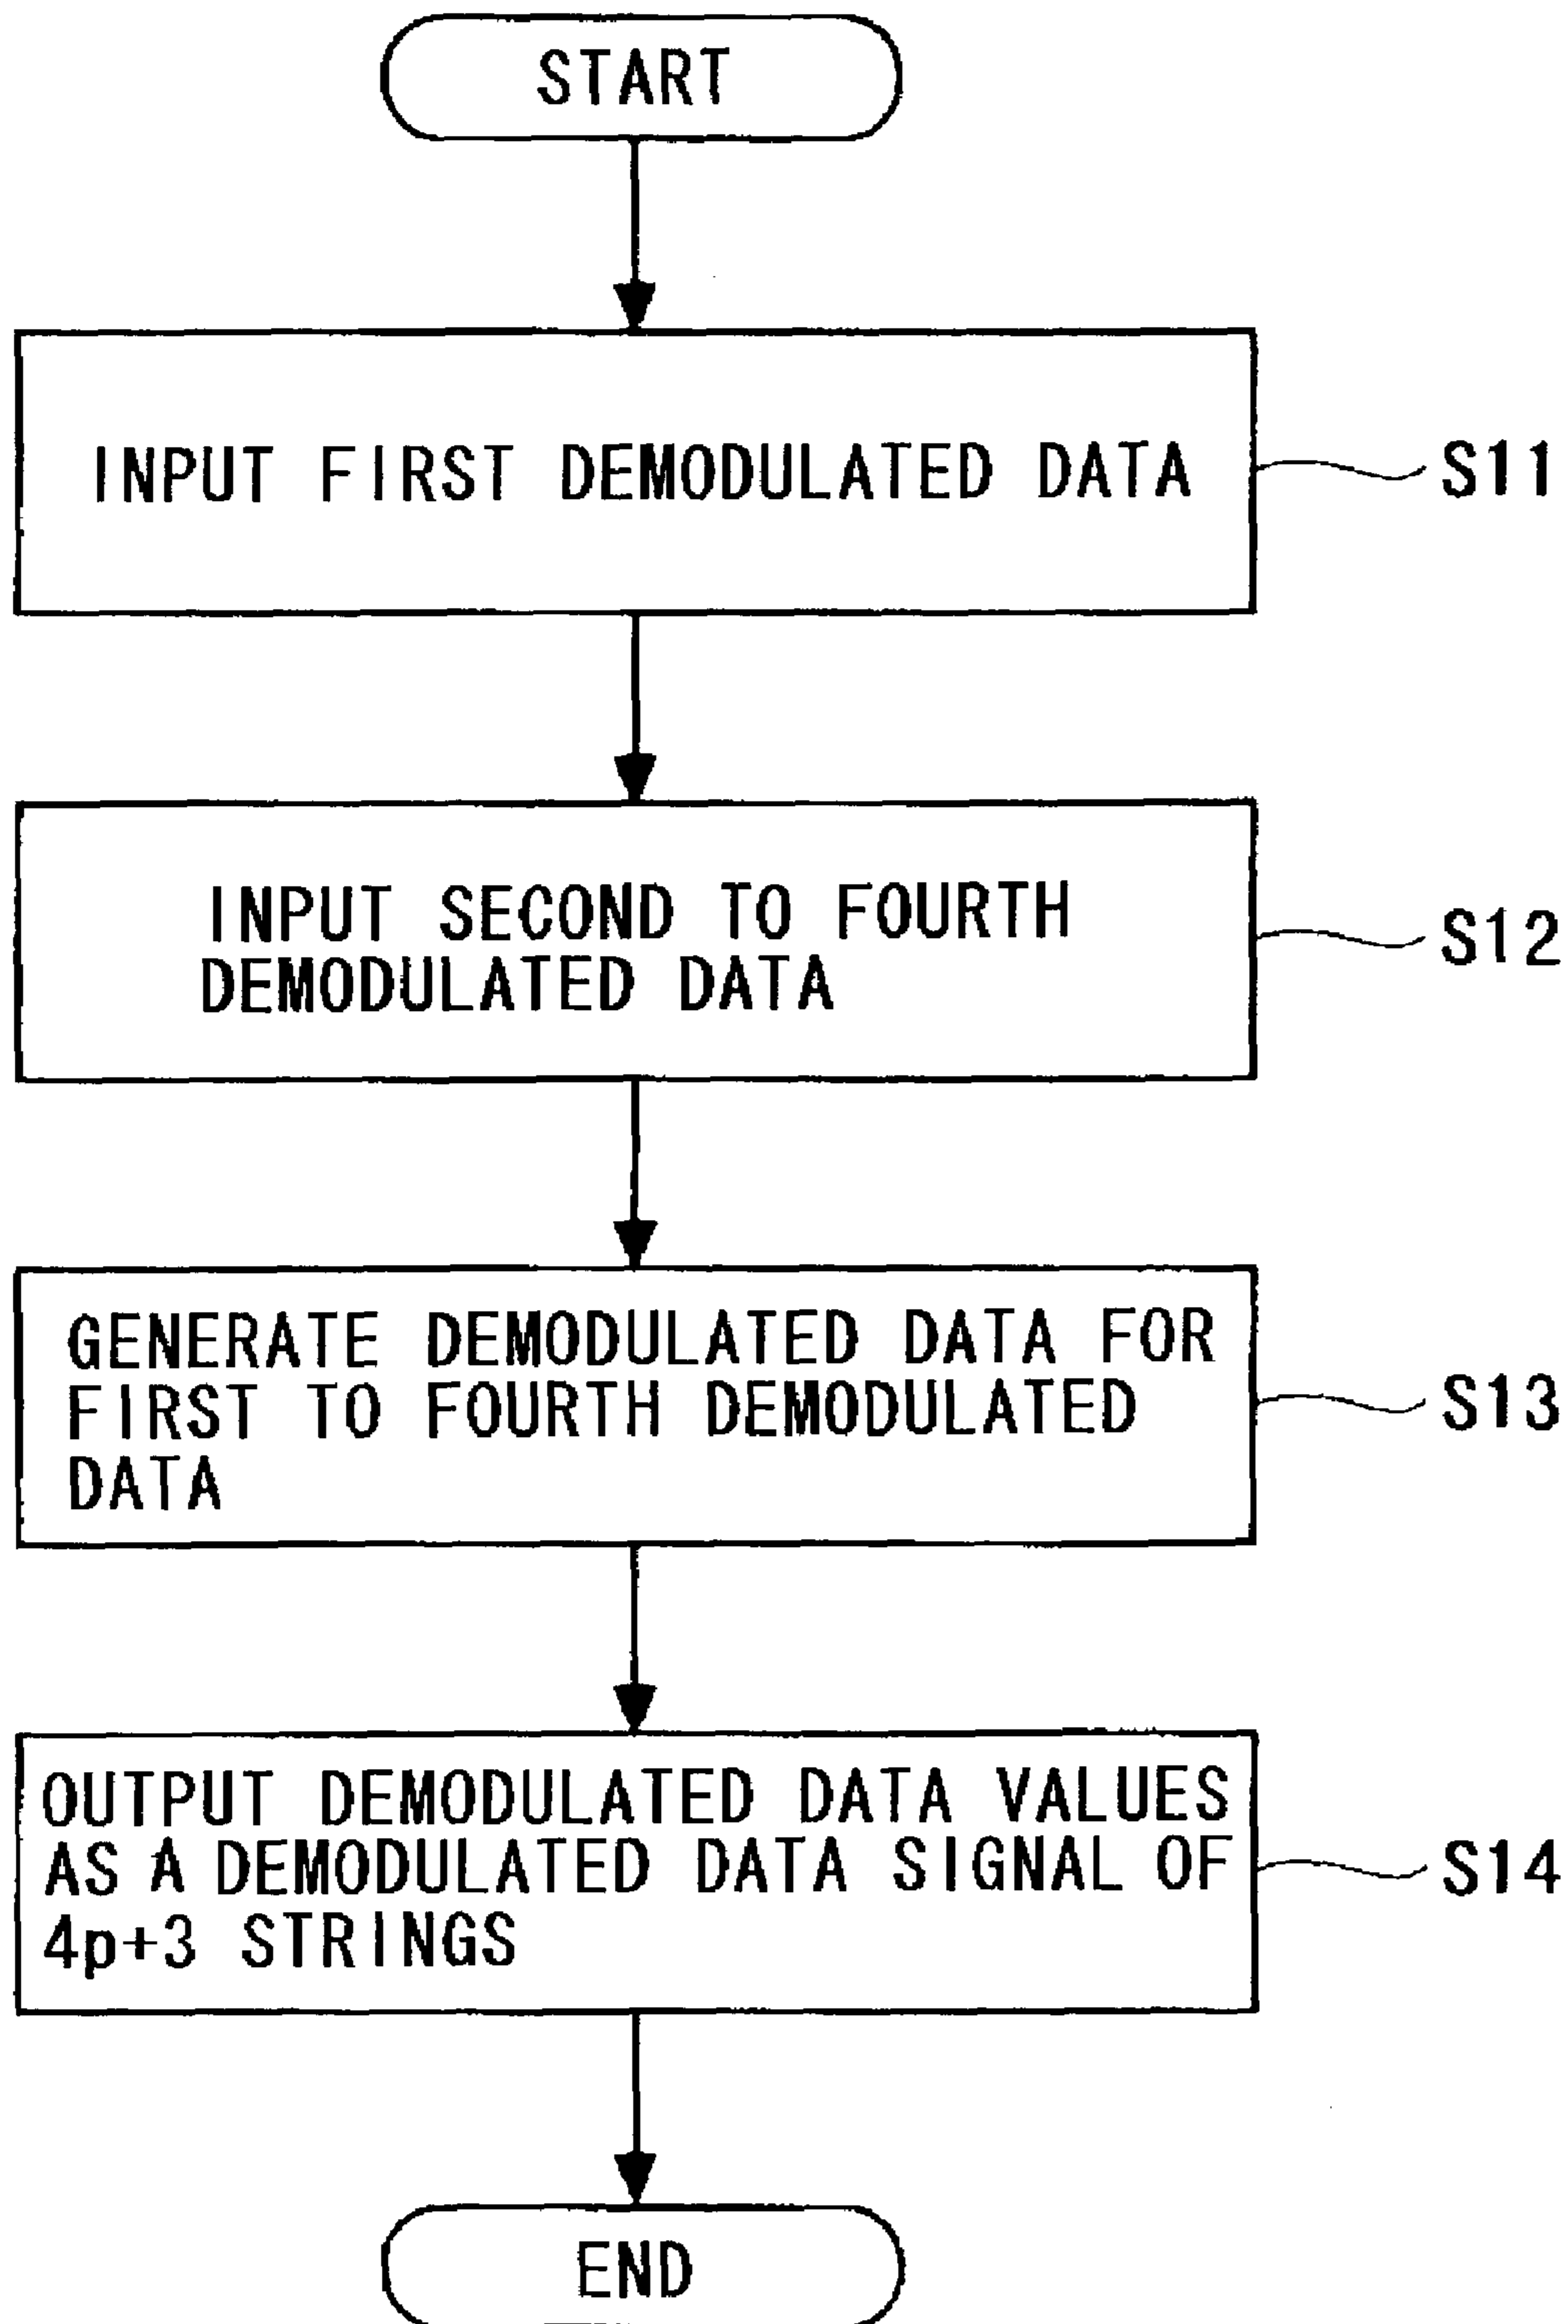 START
INPUT FIRST DEMODULATED DATA
S11
INPUT SECOND TO FOURTH
DEMODULATED DATA
S12
GENERATE DEMODULATED DATA FOR
FIRST TO FOURTH DEMODULATED
DATA
S13
OUTPUT DEMODULATED DATA VALUES
AS A DEMODULATED DATA SIGNAL OF
4p+3 STRINGS
S14
END